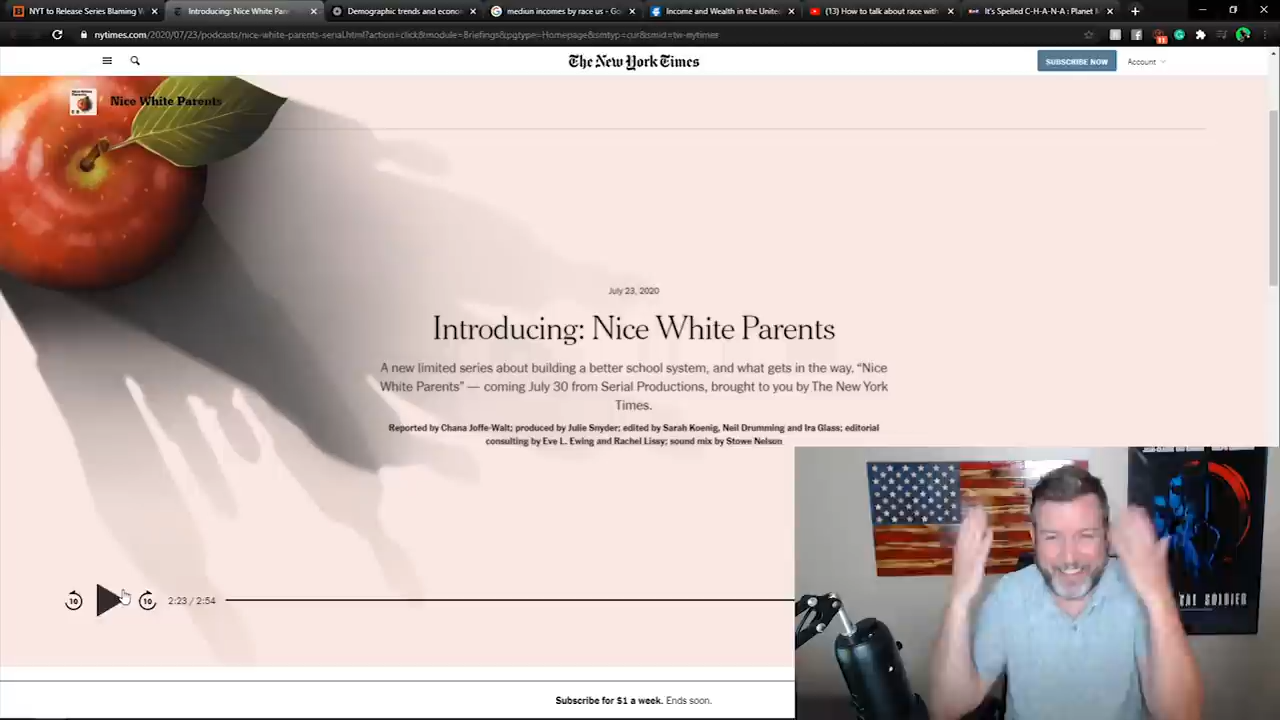 NYT to Release Series Blaming W
Introducing: Nice White Pare
Demographic trends and econo
mediun incomes by race us - Go
Income and Wealth in the Unite
(13) How to talk about race with
It's Spelled C-H-A-N-A : Planet M
nytimes.com/2020/07/23/podcasts/nice-white-parents-serial.html?action=click&module=Briefings&pgtype=Homepage&smtyp=cur&smid=tw-mytimes
The New York Times
SUBSCRIBE NOW
Account
Nice White Parents
July 23, 2020
Introducing: Nice White Parents
A new limited series about building a better school system, and what gets in the way. “Nice
White Parents” — coming July 30 from Serial Productions, brought to you by The New York
Times.
Reported by Chana Joffe-Walt; produced by Julie Snyder; edited by Sarah Koenig, Neil Drumming and Ira Glass; editorial
consulting by Eve L. Ewing and Rachel Lissy; sound mix by Stowe Nelson
10
10
2:23 / 2:54
SOLDIER
Subscribe for $1 a week. Ends soon.